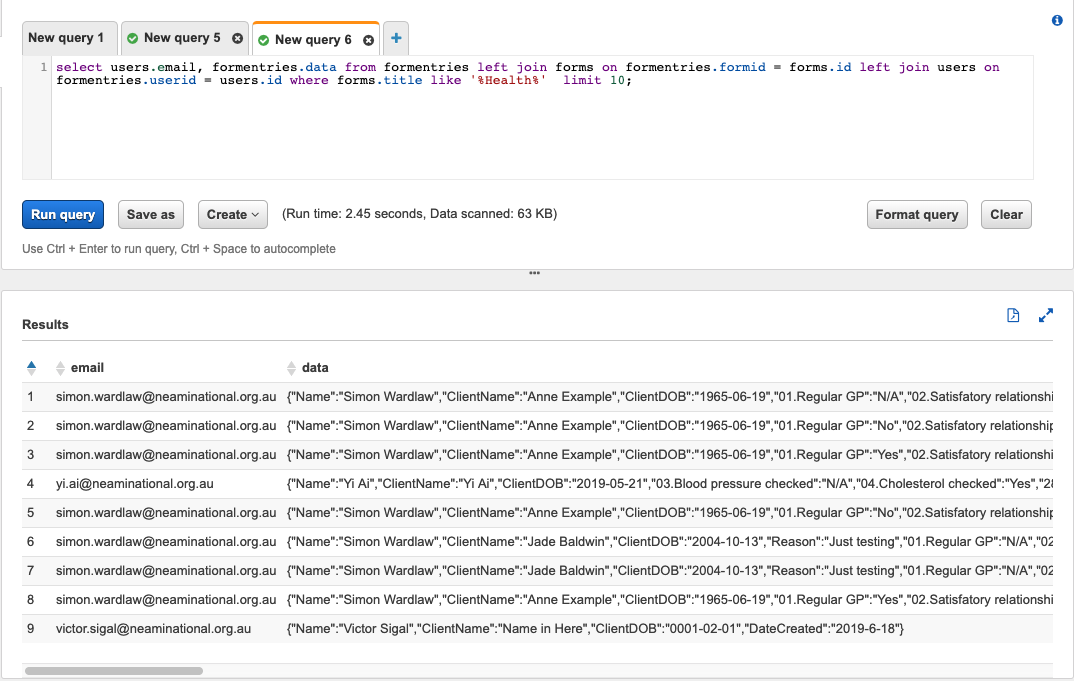 New query 1 New query 5 New query 6
1 select users.email, formentries.data from formentries left join forms on formentries.formid = forms.id left join users on
formentries.userid = users.id where forms.title like '%Health%'  limit 10;
Run query Save as Create (Run time: 2.45 seconds, Data scanned: 63 KB) Format query Clear
Use Ctrl + Enter to run query, Ctrl + Space to autocomplete
Results
email data
1 simon.wardlaw@neaminational.org.au {"Name":"Simon Wardlaw","ClientName":"Anne Example","ClientDOB":"1965-06-19","01.Regular GP":"N/A","02.Satisfatory relationshi
2 simon.wardlaw@neaminational.org.au {"Name":"Simon Wardlaw","ClientName":"Anne Example","ClientDOB":"1965-06-19","01.Regular GP":"No","02.Satisfatory relationship
3 simon.wardlaw@neaminational.org.au {"Name":"Simon Wardlaw","ClientName":"Anne Example","ClientDOB":"1965-06-19","01.Regular GP":"Yes","02.Satisfatory relationshi
4 yi.ai@neaminational.org.au {"Name":"Yi Ai","ClientName":"Yi Ai","ClientDOB":"2019-05-21","03.Blood pressure checked":"N/A","04.Cholesterol checked":"Yes","28
5 simon.wardlaw@neaminational.org.au {"Name":"Simon Wardlaw","ClientName":"Anne Example","ClientDOB":"1965-06-19","01.Regular GP":"No","02.Satisfatory relationship
6 simon.wardlaw@neaminational.org.au {"Name":"Simon Wardlaw","ClientName":"Jade Baldwin","ClientDOB":"2004-10-13","Reason":"Just testing","01.Regular GP":"N/A","02
7 simon.wardlaw@neaminational.org.au {"Name":"Simon Wardlaw","ClientName":"Jade Baldwin","ClientDOB":"2004-10-13","Reason":"Just testing","01.Regular GP":"N/A","02
8 simon.wardlaw@neaminational.org.au {"Name":"Simon Wardlaw","ClientName":"Anne Example","ClientDOB":"1965-06-19","01.Regular GP":"Yes","02.Satisfatory relationshi
9 victor.sigal@neaminational.org.au {"Name":"Victor Sigal","ClientName":"Name in Here","ClientDOB":"0001-02-01","DateCreated":"2019-6-18"}